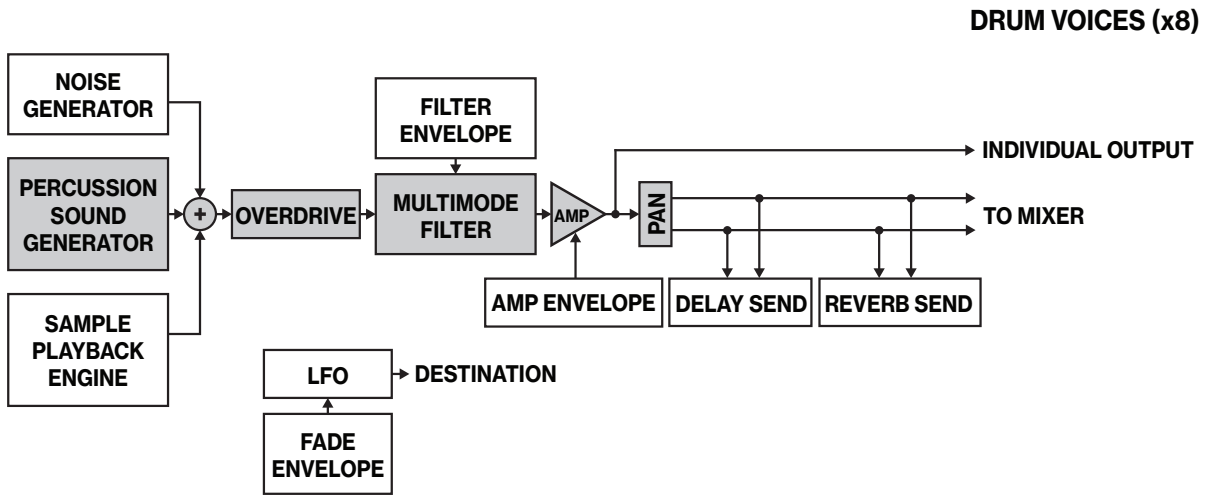 DRUM VOICES (x8)
NOISE
GENERATOR
FILTER
ENVELOPE
INDIVIDUAL OUTPUT
PERCUSSION
SOUND
GENERATOR
+
OVERDRIVE
MULTIMODE
FILTER
AMP
PAN
TO MIXER
AMP ENVELOPE
DELAY SEND
REVERB SEND
SAMPLE
PLAYBACK
ENGINE
LFO
DESTINATION
FADE
ENVELOPE